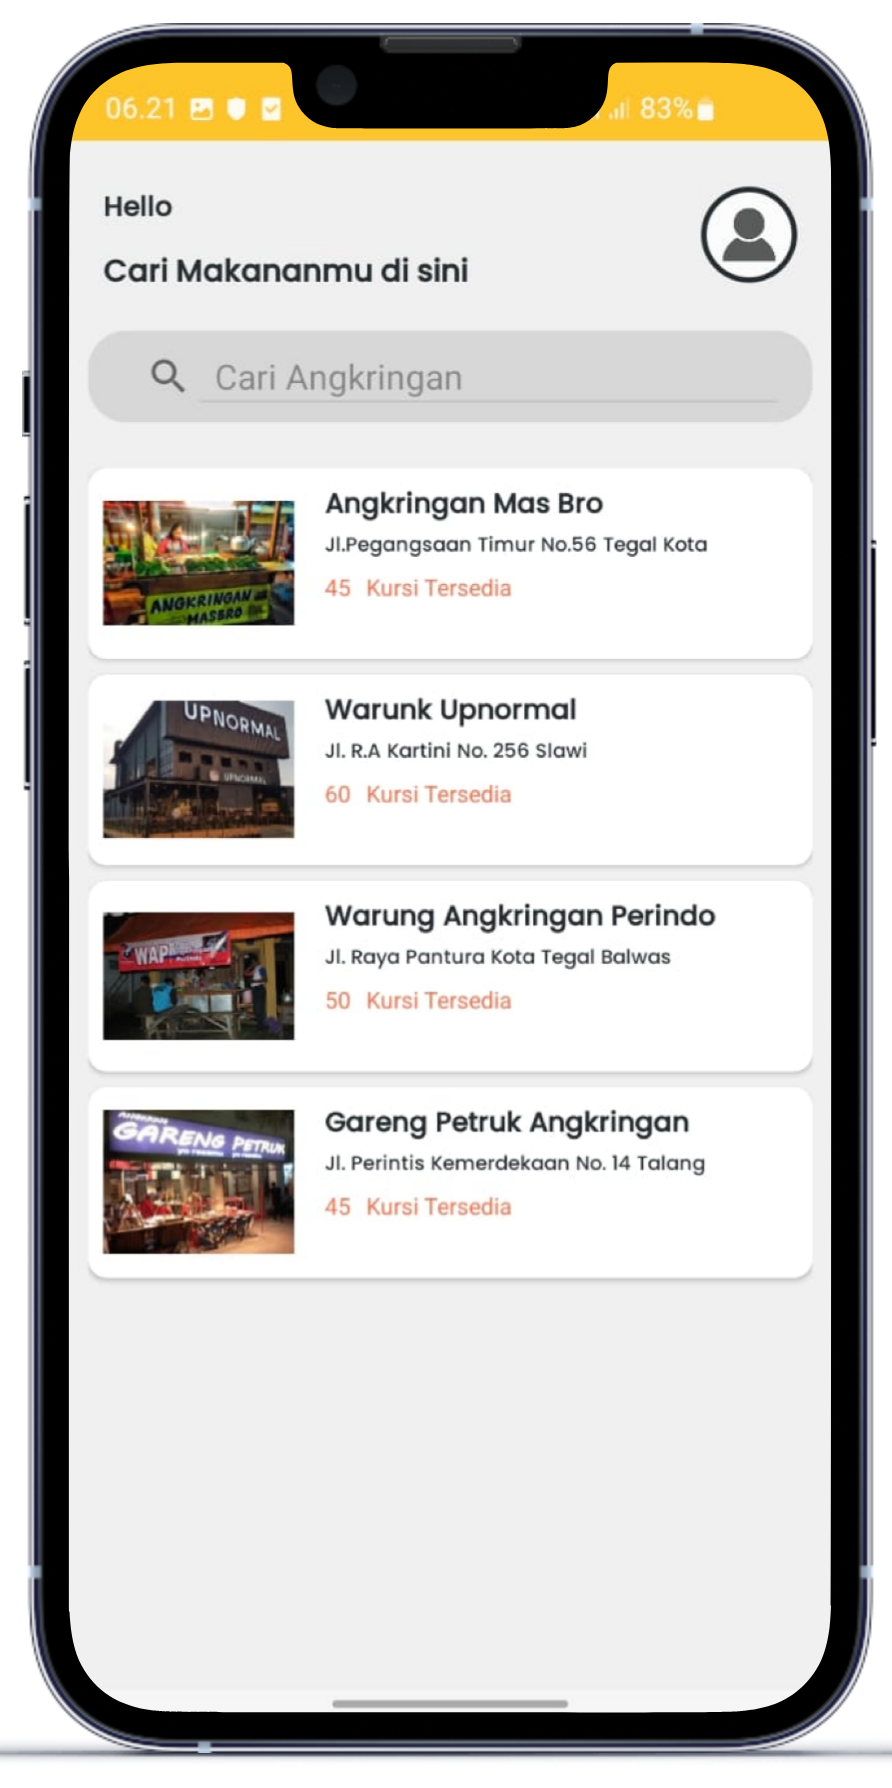 06.21
83%
Hello
Cari Makananmu di sini
Cari Angkringan
Angkringan Mas Bro
Jl.Pegangsaan Timur No.56 Tegal Kota
45 Kursi Tersedia
ANGKRINGAN
MASBRO
Warunk Upnormal
Jl. R.A Kartini No. 256 Slawi
60 Kursi Tersedia
UPNORMAL
UPNORMAL
Warung Angkringan Perindo
Jl. Raya Pantura Kota Tegal Balwas
50 Kursi Tersedia
WAP
Gareng Petruk Angkringan
Jl. Perintis Kemerdekaan No. 14 Talang
45 Kursi Tersedia
GARENG PETRUK